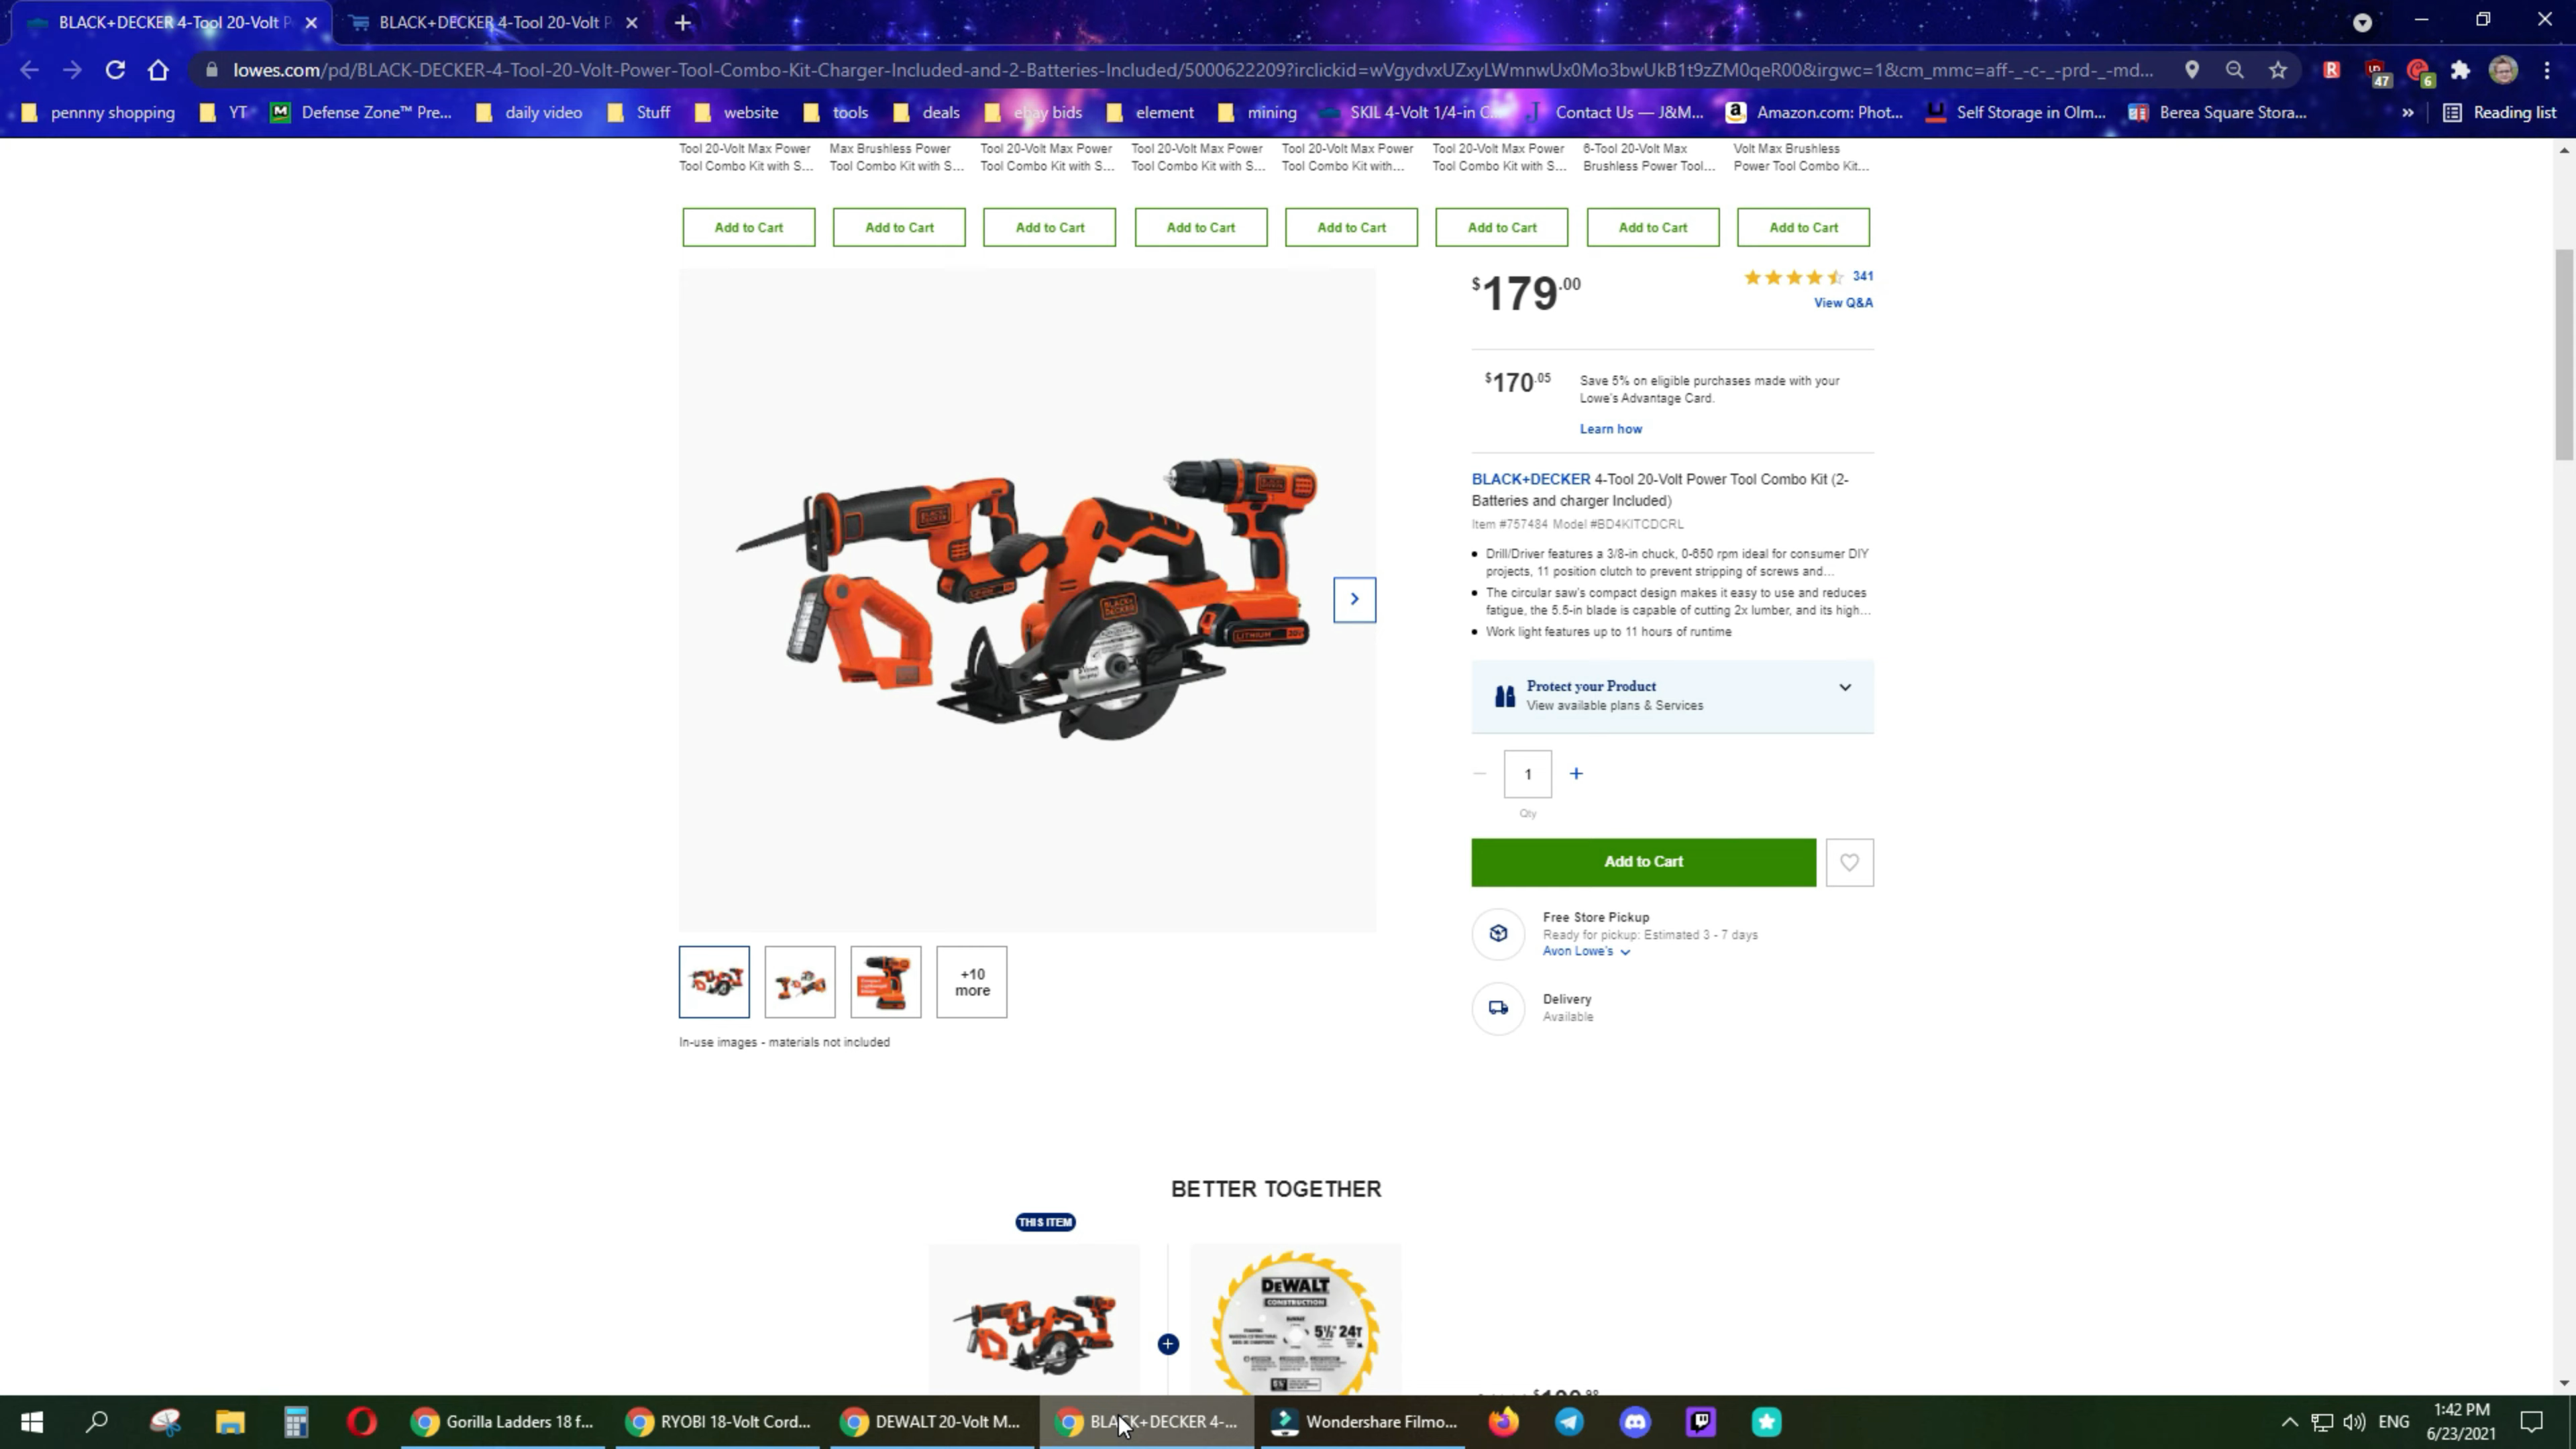 BLACK+DECKER 4-Tool 20-Volt P
BLACK+DECKER 4-Tool 20-Volt P
lowes.com/pd/BLACK-DECKER-4-Tool-20-Volt-Power-Tool-Combo-Kit-Charger-Included-and-2-Batteries-Included/5000622209?irclickid=wVgydvxUZxyLWmnwUx0Mo3bwUkB1t9zZM0qeR00&irgwc=1&cm_mmc=aff-_-c-_-prd-_-md...
47
6
pennny shopping
YT
Defense Zone™ Pre...
daily video
Stuff
website
tools
deals
ebay bids
element
mining
SKIL 4-Volt 1/4-in C...
Contact Us — J&M...
Amazon.com: Phot...
Self Storage in Olm...
Berea Square Stora...
Reading list
Tool 20-Volt Max Power
Tool Combo Kit with S...
Max Brushless Power
Tool Combo Kit with S...
Tool 20-Volt Max Power
Tool Combo Kit with S...
Tool 20-Volt Max Power
Tool Combo Kit with S...
Tool 20-Volt Max Power
Tool Combo Kit with...
Tool 20-Volt Max Power
Tool Combo Kit with S...
6-Tool 20-Volt Max
Brushless Power Tool...
Volt Max Brushless
Power Tool Combo Kit...
Add to Cart
Add to Cart
Add to Cart
Add to Cart
Add to Cart
Add to Cart
Add to Cart
Add to Cart
$179.00
341
View Q&A
$170.05
Save 5% on eligible purchases made with your
Lowe's Advantage Card.
Learn how
BLACK+DECKER 4-Tool 20-Volt Power Tool Combo Kit (2-
Batteries and charger Included)
Item #757484 Model #BD4KITCDCRL
Drill/Driver features a 3/8-in chuck, 0-650 rpm ideal for consumer DIY
projects, 11 position clutch to prevent stripping of screws and...
The circular saw's compact design makes it easy to use and reduces
fatigue, the 5.5-in blade is capable of cutting 2x lumber, and its high...
Work light features up to 11 hours of runtime
Protect your Product
View available plans & Services
1
Qty
Add to Cart
Free Store Pickup
Ready for pickup: Estimated 3 - 7 days
Avon Lowe's
Delivery
Available
+10
more
In-use images - materials not included
BETTER TOGETHER
THIS ITEM
DEWALT
CONSTRUCTION
5½" 24T
Gorilla Ladders 18 f...
RYOBI 18-Volt Cord...
DEWALT 20-Volt M...
BLACK+DECKER 4-...
Wondershare Filmo...
ENG
1:42 PM
6/23/2021